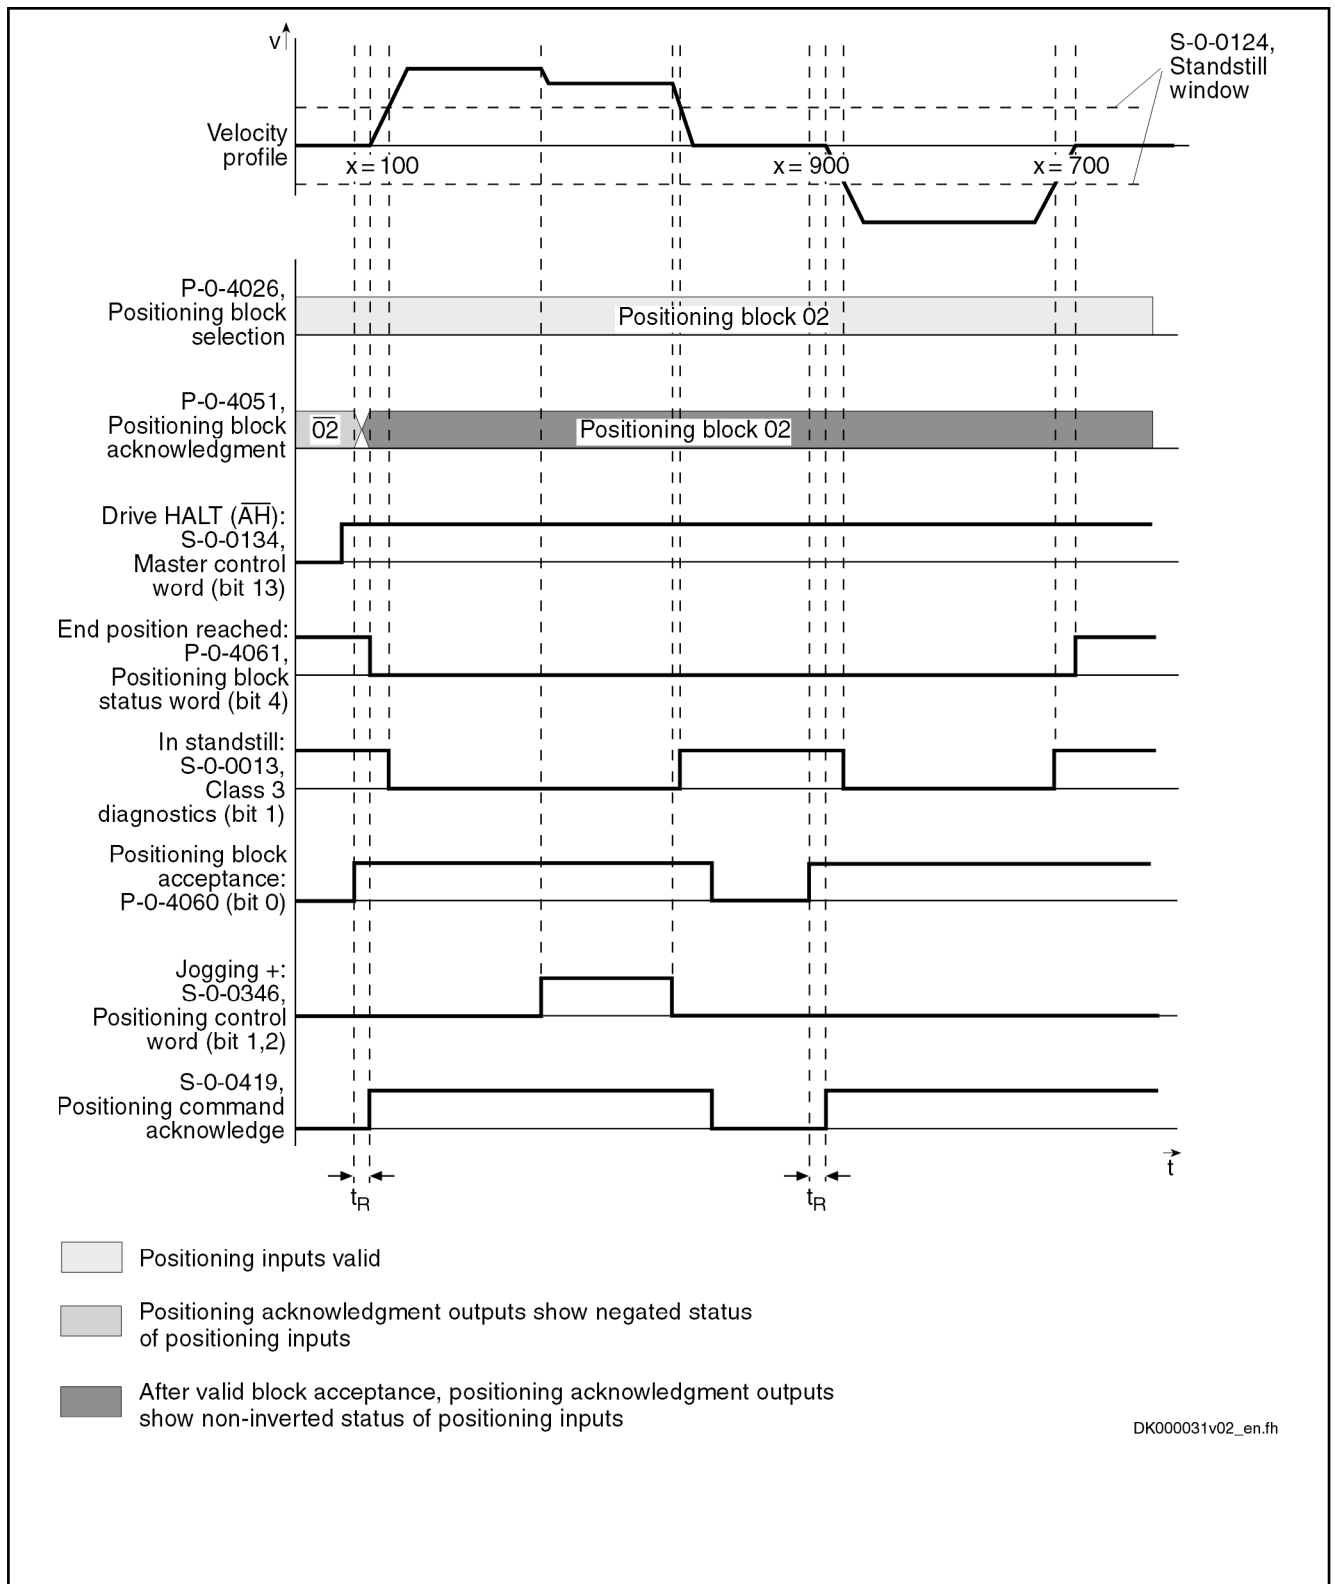 v
S-0-0124,
Standstill
window
Velocity
profile
x = 100
x = 900
x = 700
P-0-4026,
Positioning block
selection
Positioning block 02
P-0-4051,
Positioning block
acknowledgment
0̅2̅
Positioning block 02
Drive HALT (A̅H̅):
S-0-0134,
Master control
word (bit 13)
End position reached:
P-0-4061,
Positioning block
status word (bit 4)
In standstill:
S-0-0013,
Class 3
diagnostics (bit 1)
Positioning block
acceptance:
P-0-4060 (bit 0)
Jogging +:
S-0-0346,
Positioning control
word (bit 1,2)
S-0-0419,
Positioning command
acknowledge
t
tR
tR
Positioning inputs valid
Positioning acknowledgment outputs show negated status
of positioning inputs
After valid block acceptance, positioning acknowledgment outputs
show non-inverted status of positioning inputs
DK000031v02_en.fh